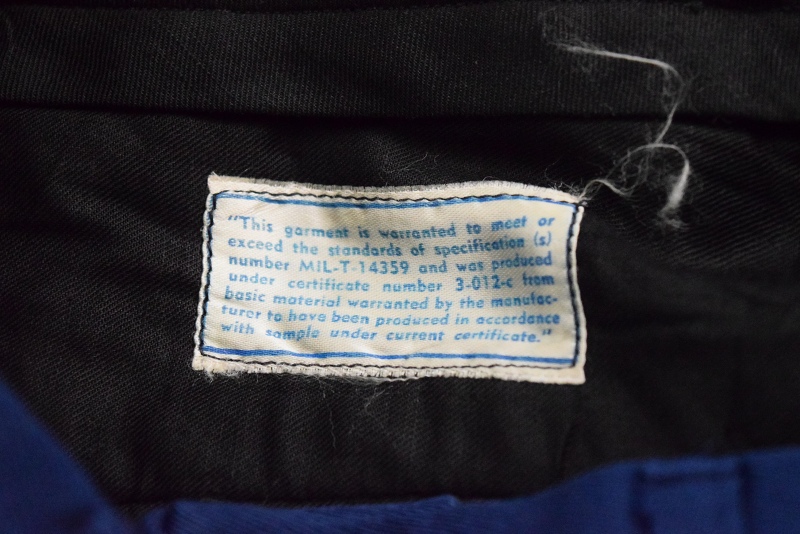 "This garment is warranted to meet or
exceed the standards of specification (s)
number MIL-T-14359 and was produced
under certificate number 3-012-c from
basic material warranted by the manufac-
turer to have been produced in accordance
with sample under current certificate."